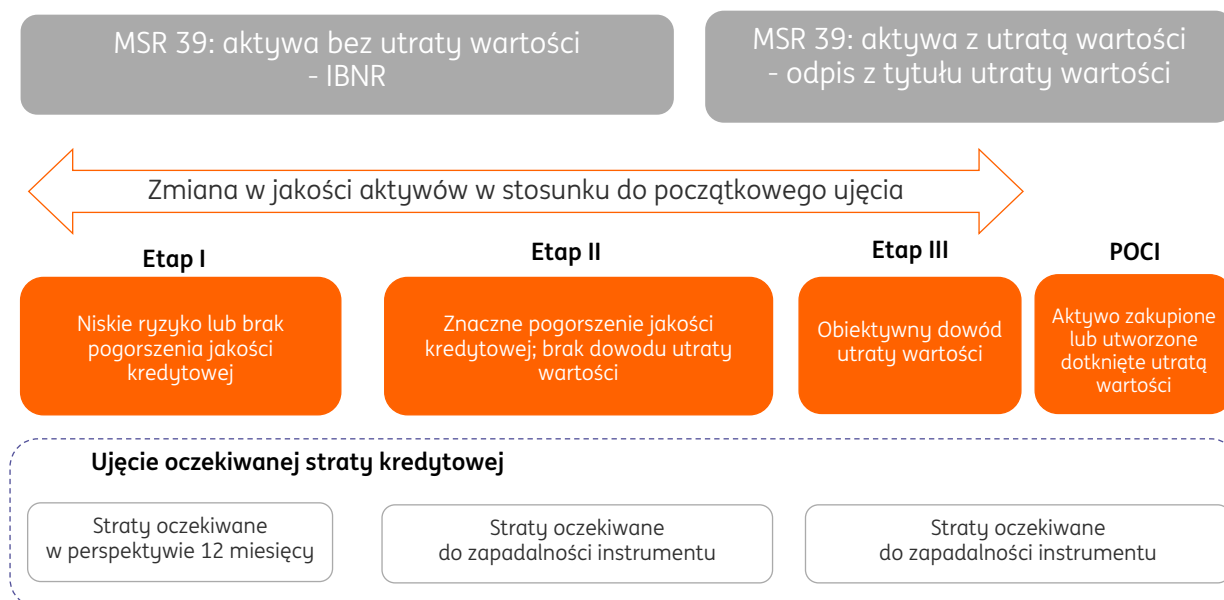 MSR 39: aktywa bez utraty wartości
- IBNR
MSR 39: aktywa z utratą wartości
- odpis z tytułu utraty wartości
Zmiana w jakości aktywów w stosunku do początkowego ujęcia
Etap I
Etap II
Etap III
POCI
Niskie ryzyko lub brak
pogorszenia jakości
kredytowej
Znaczne pogorszenie jakości
kredytowej; brak dowodu utraty
wartości
Obiektywny dowód
utraty wartości
Aktywo zakupione
lub utworzone
dotknięte utratą
wartości
Ujęcie oczekiwanej straty kredytowej
Straty oczekiwane
w perspektywie 12 miesięcy
Straty oczekiwane
do zapadalności instrumentu
Straty oczekiwane
do zapadalności instrumentu